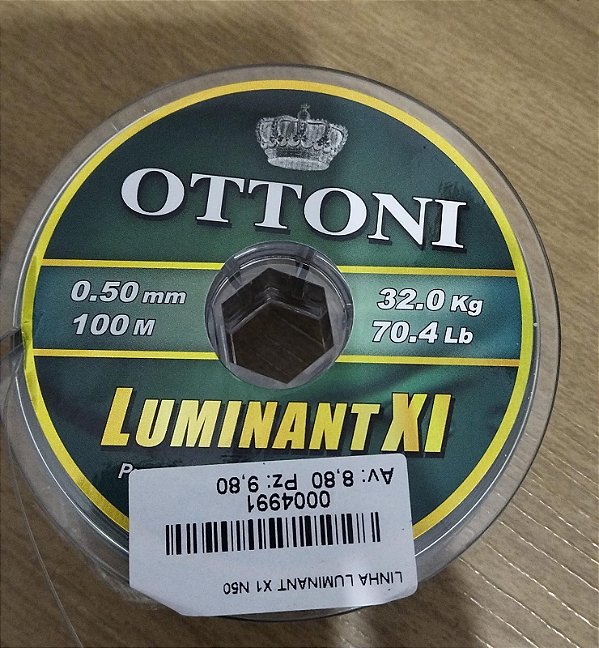 OTTONI
0.50 mm
100 M
32.0 Kg
70.4 Lb
LUMINANT XI
LINHA LUMINANT X1 N50
0004991
Av: 8,80 Pz: 9,80